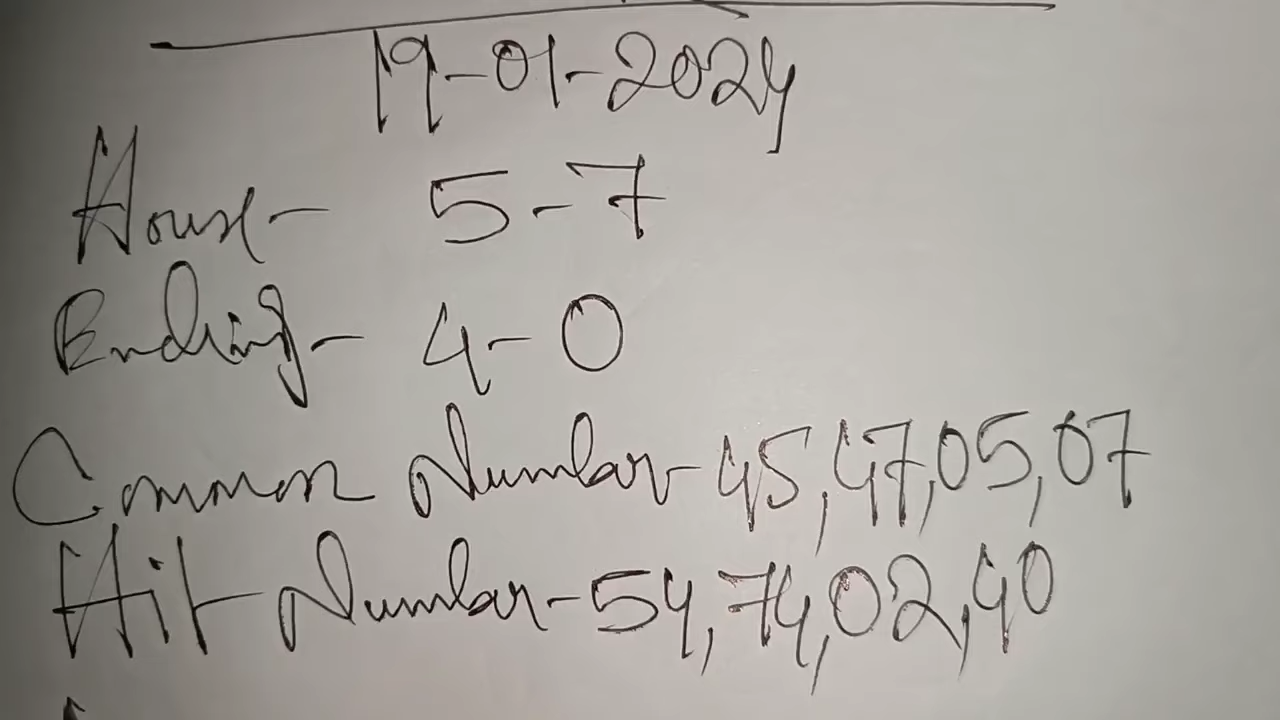 19-01-2024
House- 5-7
Ending- 4-0
Common Number-45,47,05,07
Hit Number-54,74,02,40